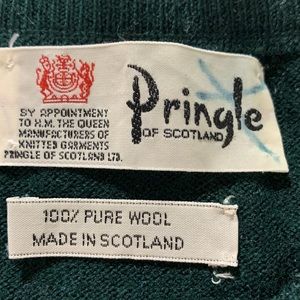 Pringle
OF SCOTLAND
BY APPOINTMENT
TO H.M. THE QUEEN
MANUFACTURERS OF
KNITTED GARMENTS
PRINGLE OF SCOTLAND LTD.
100% PURE WOOL
MADE IN SCOTLAND